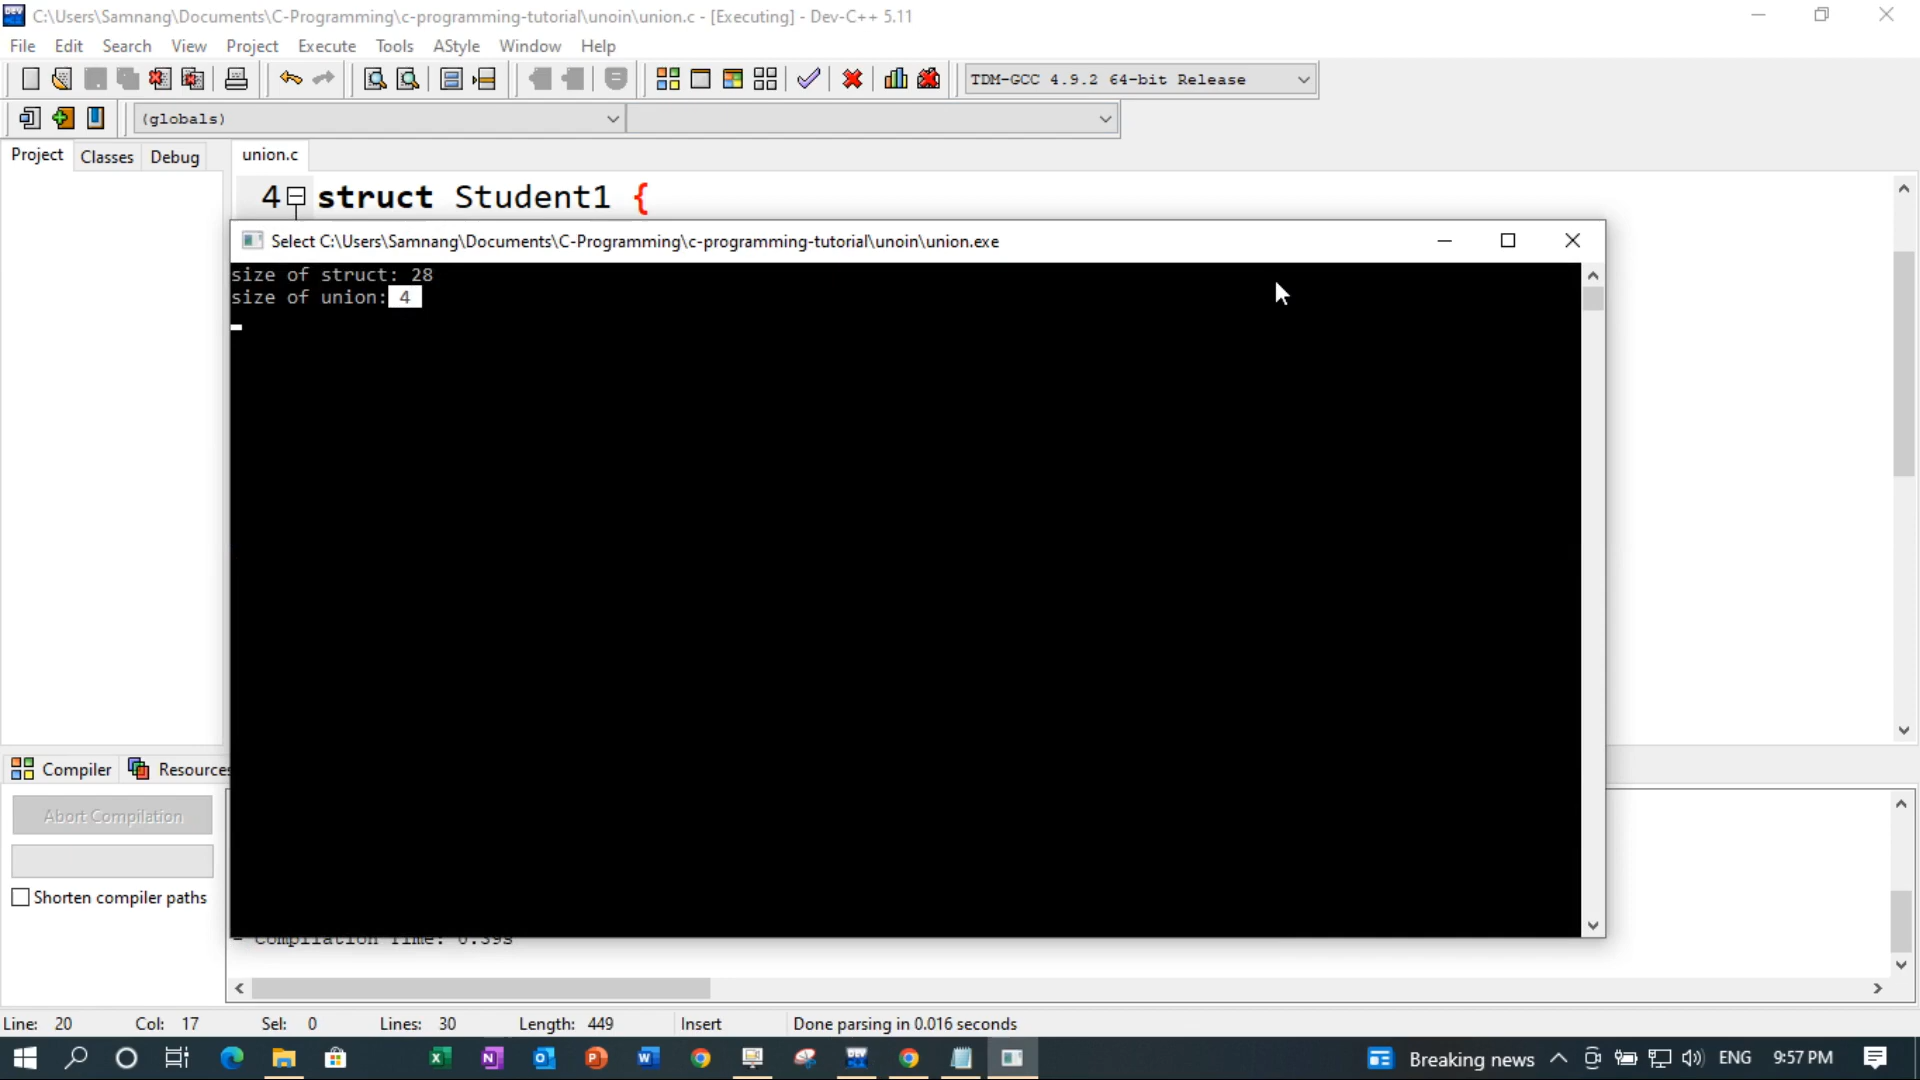 C:\Users\Samnang\Documents\C-Programming\c-programming-tutorial\unoin\union.c - [Executing] - Dev-C++ 5.11
File Edit Search View Project Execute Tools AStyle Window Help
TDM-GCC 4.9.2 64-bit Release
(globals)
Project Classes Debug union.c
4 struct Student1 {
Select C:\Users\Samnang\Documents\C-Programming\c-programming-tutorial\unoin\union.exe
size of struct: 28
size of union: 4
Compiler Resources
Abort Compilation
Shorten compiler paths
- Compilation Time: 0.39s
Line: 20 Col: 17 Sel: 0 Lines: 30 Length: 449 Insert Done parsing in 0.016 seconds
Breaking news ENG 9:57 PM